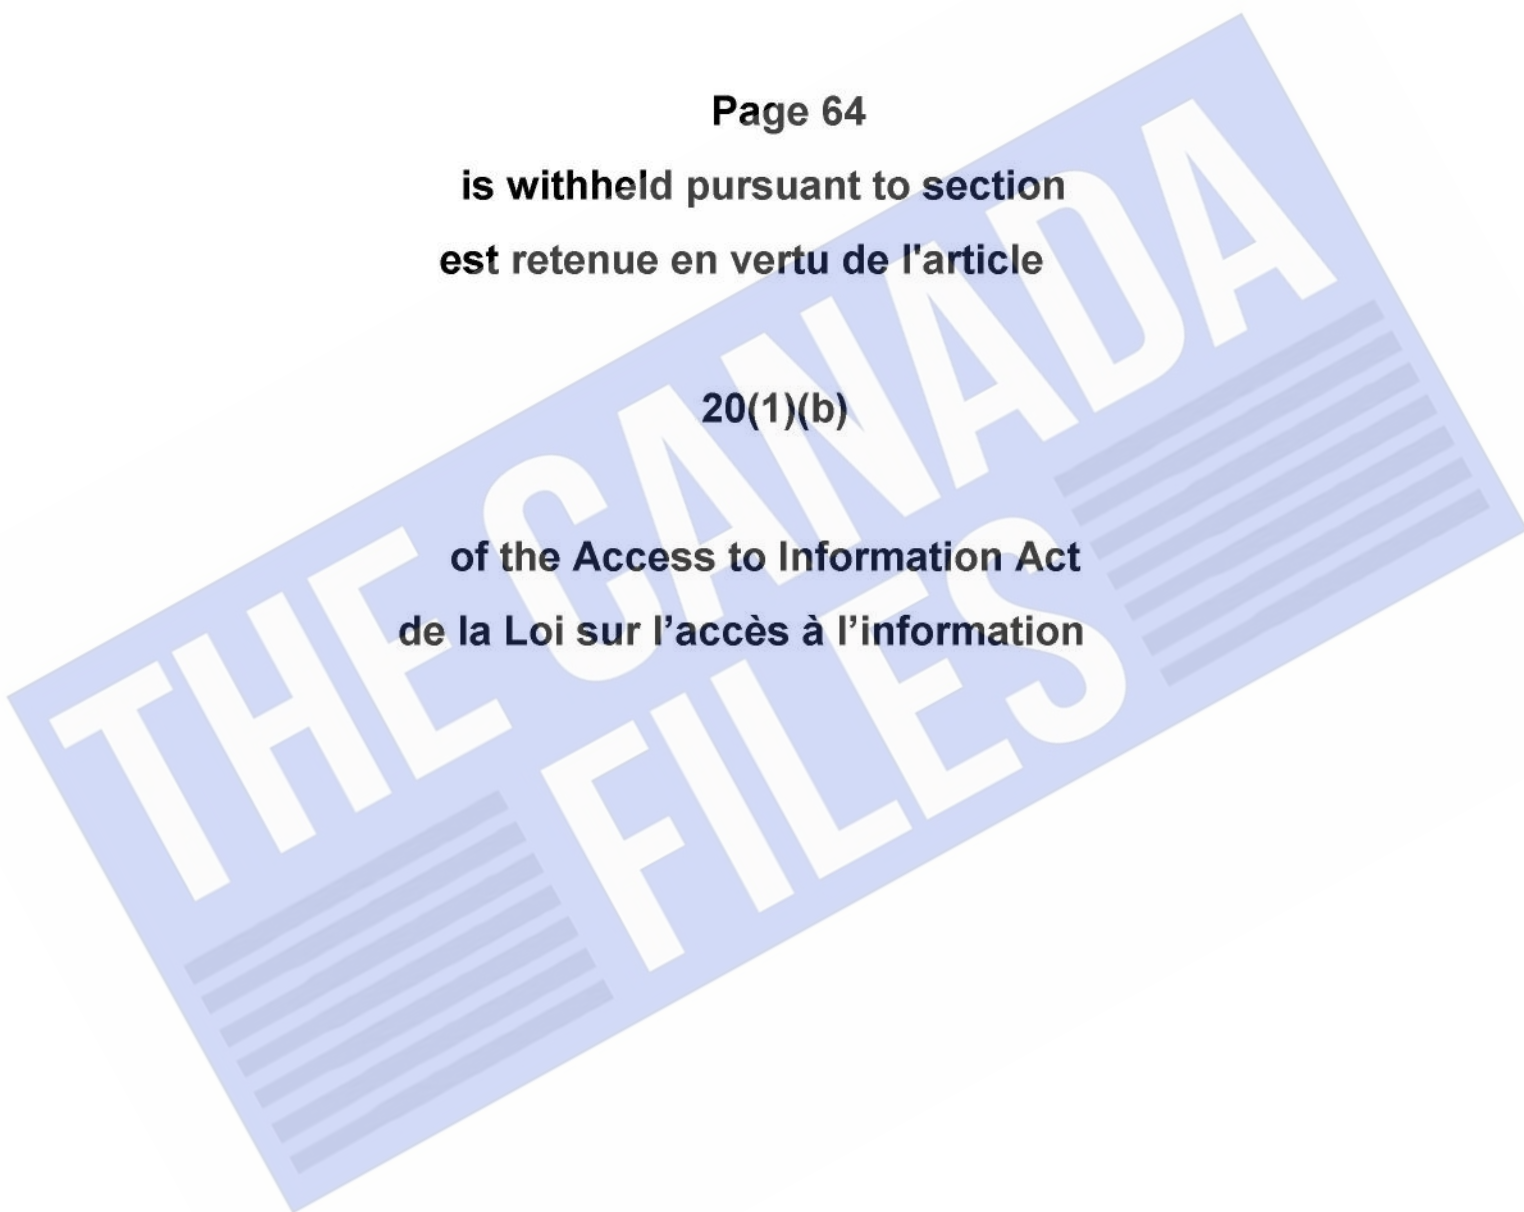 Page 64
is withheld pursuant to section
est retenue en vertu de l'article
20(1)(b)
of the Access to Information Act
de la Loi sur l’accès à l’information
THE CANADA
FILES